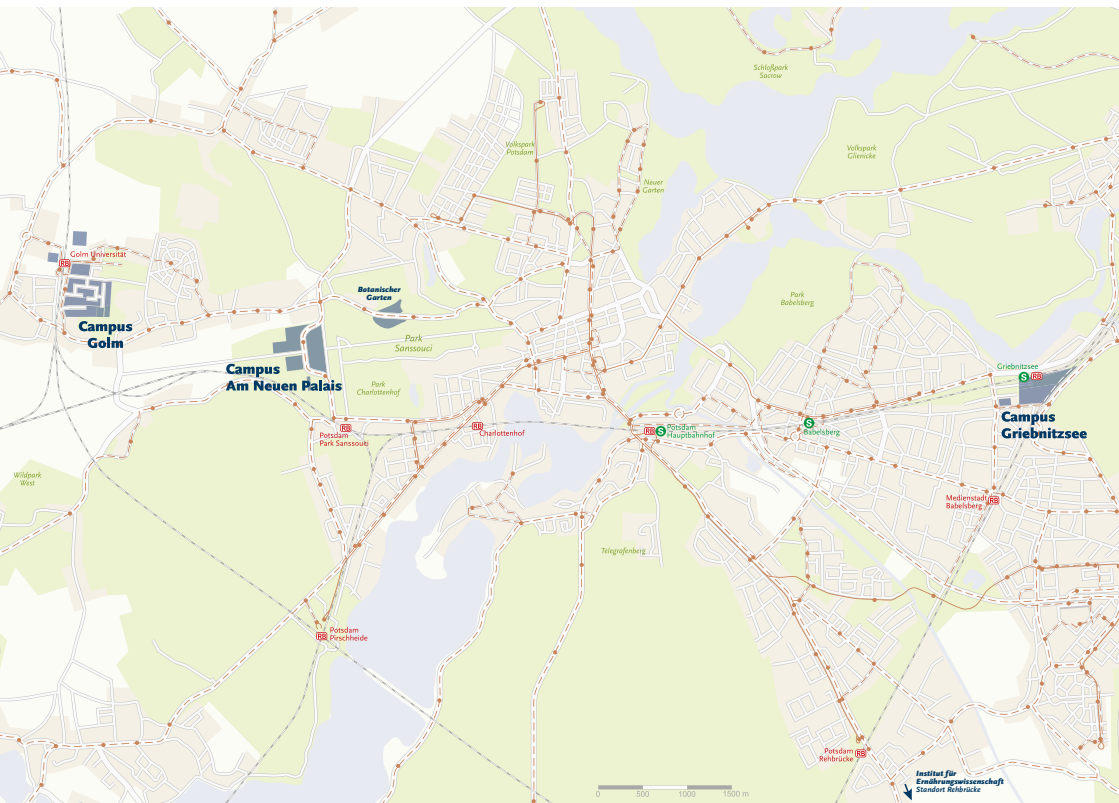 Schloßpark
Sacrow
Volkspark
Potsdam
Volkspark
Glienicke
Neuer
Garten
RB
Golm Universität
Botanischer
Garten
Park
Babelsberg
Campus
Golm
Park
Sanssouci
Campus
Am Neuen Palais
Park
Charlottenhof
Griebnitzsee
S
RB
Campus
Griebnitzsee
RB
Potsdam
Park Sanssouci
RB
Charlottenhof
RB
S
Potsdam
Hauptbahnhof
S
Babelsberg
Wildpark
West
Medienstadt
Babelsberg
RB
Telegrafenberg
RB
Potsdam
Pirschheide
Potsdam
Rehbrücke
RB
Institut für
Ernährungswissenschaft
Standort Rehbrücke
0 500 1000 1500 m